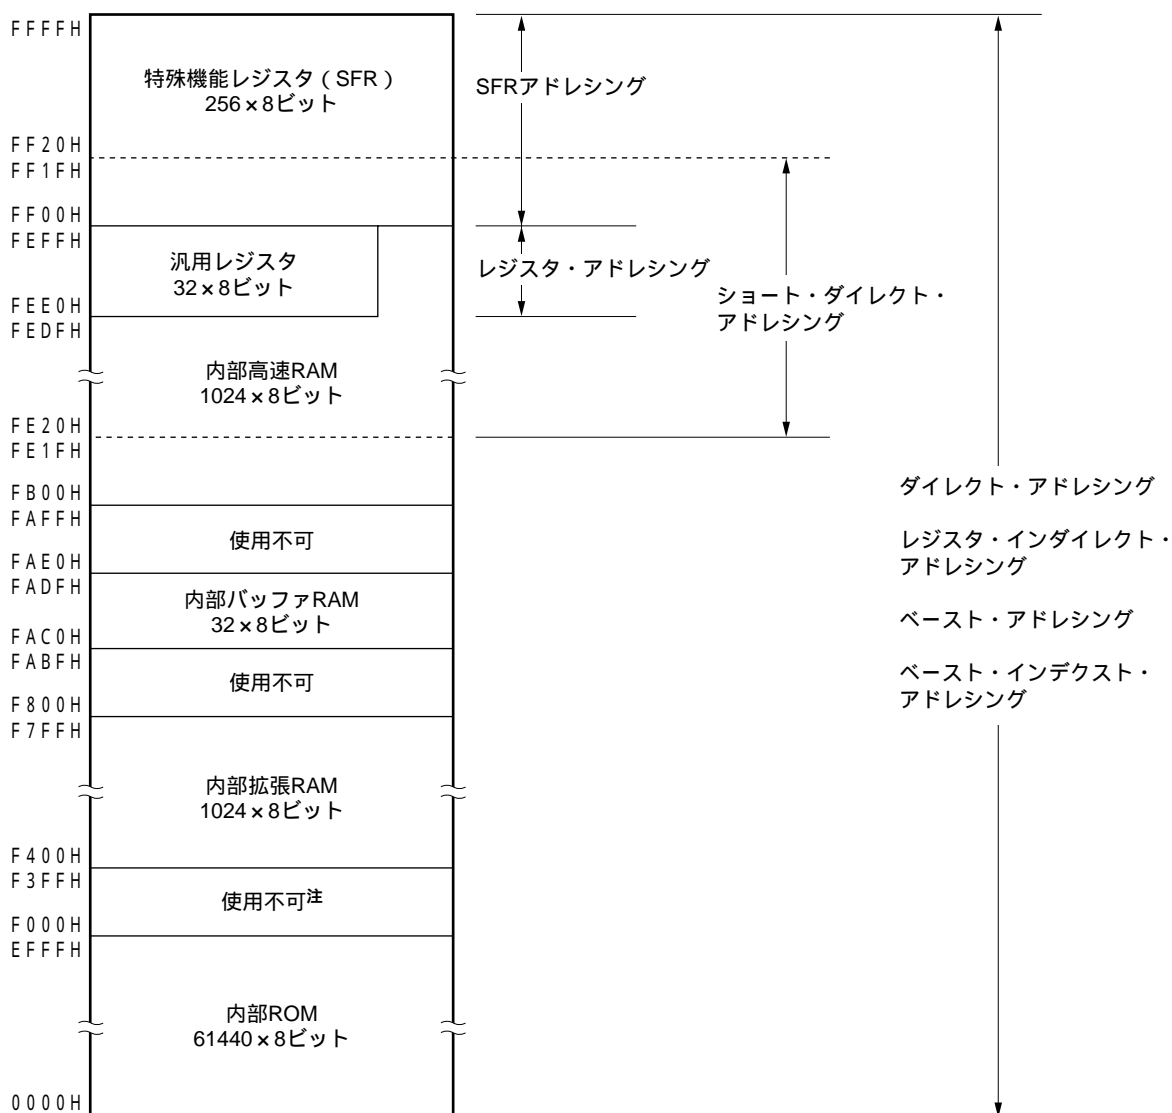 FFFFH
特殊機能レジスタ（SFR）
256×8ビット
SFRアドレシング
FF20H
FF1FH
FF00H
FEFFH
汎用レジスタ
32×8ビット
レジスタ・アドレシング
ショート・ダイレクト・
アドレシング
FEE0H
FEDFH
内部高速RAM
1024×8ビット
FE20H
FE1FH
FB00H
FAFFH
使用不可
FAE0H
FADFH
内部バッファRAM
32×8ビット
FAC0H
FABFH
使用不可
F800H
F7FFH
内部拡張RAM
1024×8ビット
F400H
F3FFH
使用不可注
F000H
EFFFH
内部ROM
61440×8ビット
0000H
ダイレクト・アドレシング
レジスタ・インダイレクト・
アドレシング
ベースト・アドレシング
ベースト・インデクスト・
アドレシング